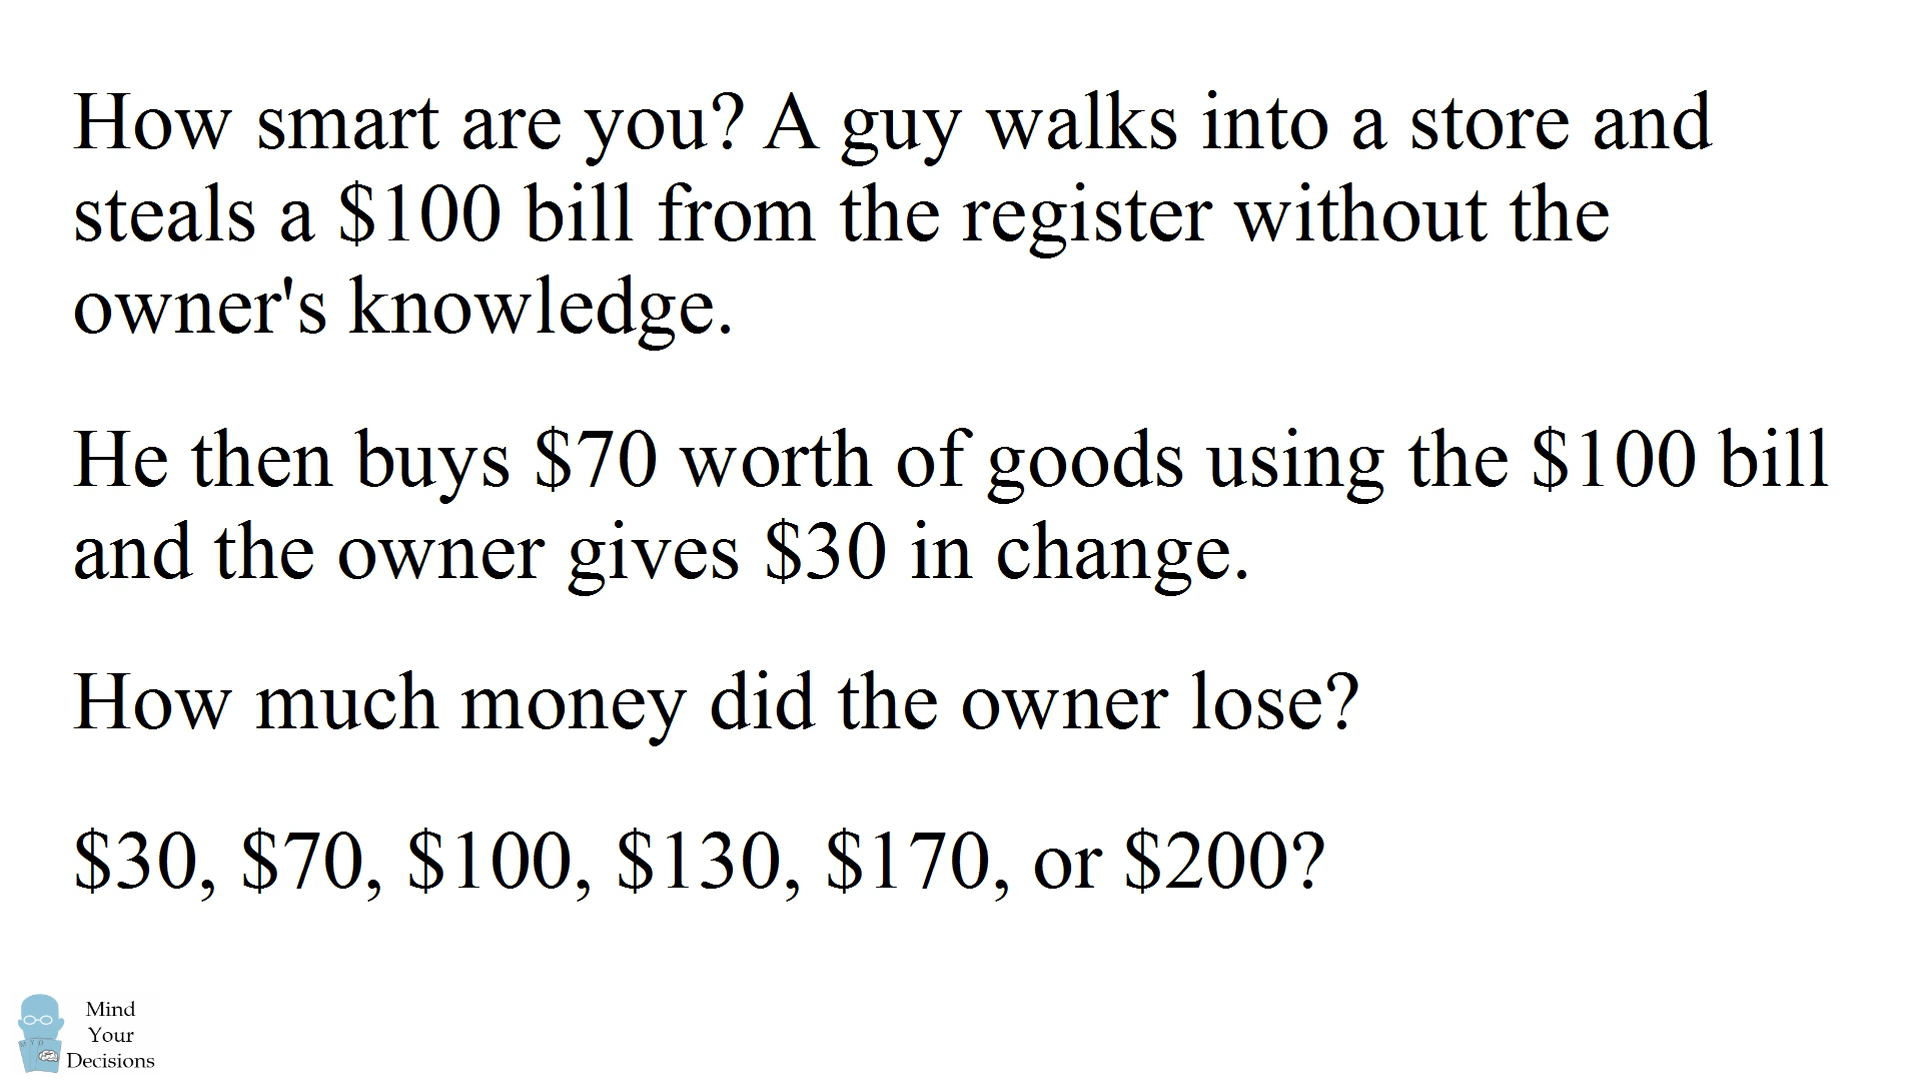 How smart are you? A guy walks into a store and
steals a $100 bill from the register without the
owner's knowledge.
He then buys $70 worth of goods using the $100 bill
and the owner gives $30 in change.
How much money did the owner lose?
$30, $70, $100, $130, $170, or $200?
Mind
Your
Decisions